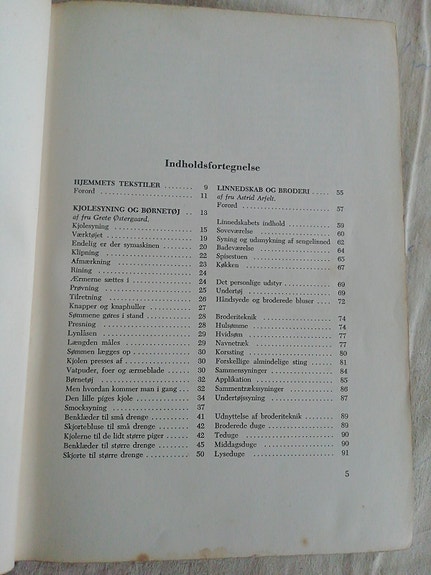 Indholdsfortegnelse
HJEMMETS TEKSTILER ........ 9
Forord .................... 11
KJOLESYNING OG BØRNETØJ .. 13
af fru Grete Østergaard.
Kjolesyning ................ 15
Værktøjet .................. 19
Endelig er der symaskinen .. 20
Klipning ................... 22
Afmærkning ................. 23
Rining ..................... 24
Ærmerne sættes i ........... 24
Prøvning ................... 24
Tilretning ................. 25
Knapper og knaphuller ...... 26
Sømmene gøres i stand ...... 28
Presning ................... 28
Lynlåsen ................... 29
Længden måles .............. 29
Sømmen lægges op ........... 30
Kjolen presses af .......... 30
Vatpuder, foer og ærmeblade . 32
Børnetøj ................... 32
Men hvordan kommer man i gang . 32
Den lille piges kjole ...... 34
Smocksyning ................ 37
Benklæder til små drenge ... 41
Skjortebluse til små drenge . 42
Kjolerne til de lidt større piger ...... 42
Benklæder til større drenge ..... 45
Skjorte til større drenge ....... 50
LINNEDSKAB OG BRODERI ..... 55
af fru Astrid Arfelt.
Forord .................... 57
Linnedskabets indhold ...... 59
Soveværelse ................ 60
Syning og udsmykning af sengelinned 62
Badeværelse ................ 64
Spisestuen ................. 65
Køkken ..................... 67
Det personlige udstyr ...... 69
Undertøj ................... 69
Håndsyede og broderede bluser .. 72
Broderiteknik .............. 74
Hulsømme ................... 74
Hvidsøm .................... 77
Navnetræk .................. 77
Korssting .................. 80
Forskellige almindelige sting .. 81
Sammensyninger ............. 84
Applikation ................ 85
Sammentrækssyninger ........ 86
Undertøjssyning ............ 87
Udnyttelse af broderiteknik .. 89
Broderede duge ............. 89
Teduge ..................... 90
Middagsduge ................ 90
Lyseduge ................... 91
5